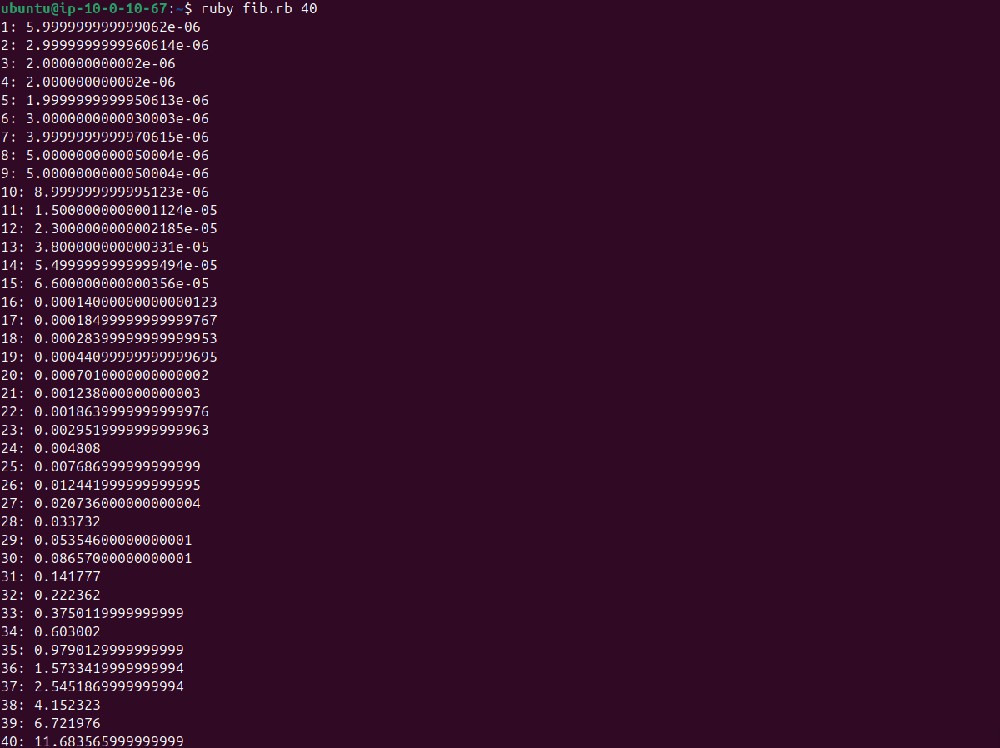 ubuntu@ip-10-0-10-67:~$ ruby fib.rb 40
1: 5.999999999999062e-06
2: 2.9999999999960614e-06
3: 2.000000000002e-06
4: 2.000000000002e-06
5: 1.9999999999950613e-06
6: 3.0000000000030003e-06
7: 3.9999999999970615e-06
8: 5.0000000000050004e-06
9: 5.0000000000050004e-06
10: 8.999999999995123e-06
11: 1.5000000000001124e-05
12: 2.3000000000002185e-05
13: 3.800000000000331e-05
14: 5.4999999999999494e-05
15: 6.600000000000356e-05
16: 0.00014000000000000123
17: 0.00018499999999999767
18: 0.00028399999999999953
19: 0.00044099999999999695
20: 0.0007010000000000002
21: 0.001238000000000003
22: 0.0018639999999999976
23: 0.0029519999999999963
24: 0.004808
25: 0.007686999999999999
26: 0.012441999999999995
27: 0.020736000000000004
28: 0.033732
29: 0.05354600000000001
30: 0.08657000000000001
31: 0.141777
32: 0.222362
33: 0.3750119999999999
34: 0.603002
35: 0.9790129999999999
36: 1.5733419999999994
37: 2.5451869999999994
38: 4.152323
39: 6.721976
40: 11.683565999999999